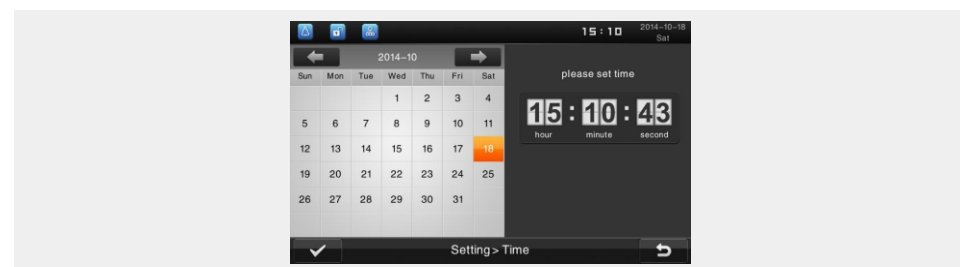 15:10
2014-10-18
Sat
2014-10
Sun Mon Tue Wed Thu Fri Sat
1 2 3 4
5 6 7 8 9 10 11
12 13 14 15 16 17 18
19 20 21 22 23 24 25
26 27 28 29 30 31
please set time
15:10:43
hour minute second
Setting > Time